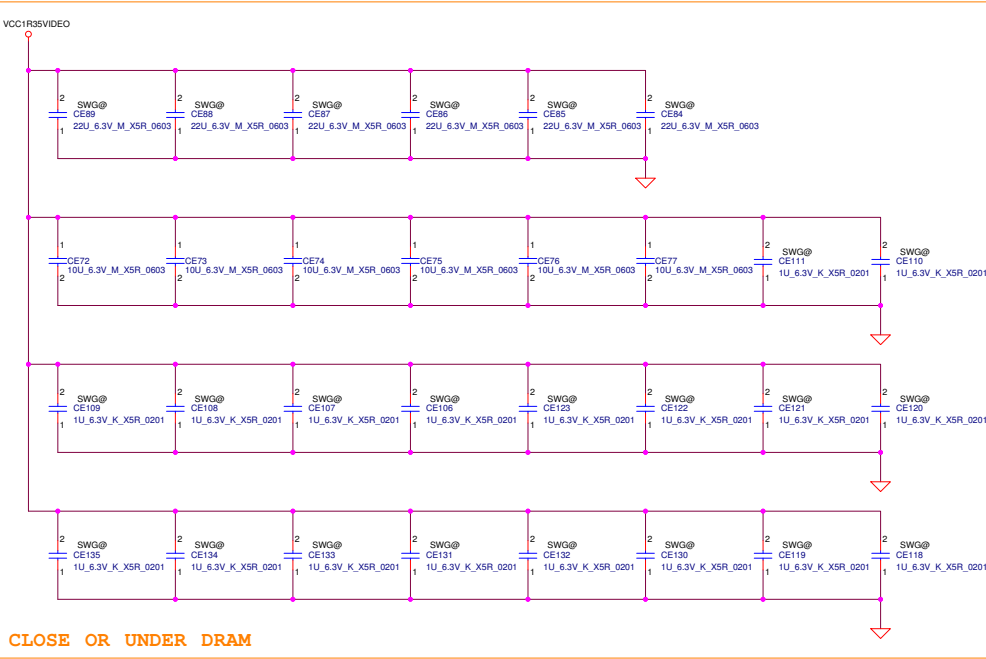 VCC1R35VIDEO
2 SWG@ 2 SWG@ 2 SWG@ 2 SWG@ 2 SWG@ 2 SWG@
CE89 CE88 CE87 CE86 CE85 CE84
1 22U_6.3V_M_X5R_0603 1 22U_6.3V_M_X5R_0603 1 22U_6.3V_M_X5R_0603 1 22U_6.3V_M_X5R_0603 1 22U_6.3V_M_X5R_0603 1 22U_6.3V_M_X5R_0603
1 1 1 1 1 1 2 SWG@ 2 SWG@
CE72 CE73 CE74 CE75 CE76 CE77 CE111 CE110
10U_6.3V_M_X5R_0603 10U_6.3V_M_X5R_0603 10U_6.3V_M_X5R_0603 10U_6.3V_M_X5R_0603 10U_6.3V_M_X5R_0603 10U_6.3V_M_X5R_0603 1U_6.3V_K_X5R_0201 1U_6.3V_K_X5R_0201
2 2 2 2 2 2 1 1
2 SWG@ 2 SWG@ 2 SWG@ 2 SWG@ 2 SWG@ 2 SWG@ 2 SWG@ 2 SWG@
CE109 CE108 CE107 CE106 CE123 CE122 CE121 CE120
1 1U_6.3V_K_X5R_0201 1 1U_6.3V_K_X5R_0201 1 1U_6.3V_K_X5R_0201 1 1U_6.3V_K_X5R_0201 1 1U_6.3V_K_X5R_0201 1 1U_6.3V_K_X5R_0201 1 1U_6.3V_K_X5R_0201 1 1U_6.3V_K_X5R_0201
2 SWG@ 2 SWG@ 2 SWG@ 2 SWG@ 2 SWG@ 2 SWG@ 2 SWG@ 2 SWG@
CE135 CE134 CE133 CE131 CE132 CE130 CE119 CE118
1 1U_6.3V_K_X5R_0201 1 1U_6.3V_K_X5R_0201 1 1U_6.3V_K_X5R_0201 1 1U_6.3V_K_X5R_0201 1 1U_6.3V_K_X5R_0201 1 1U_6.3V_K_X5R_0201 1 1U_6.3V_K_X5R_0201 1 1U_6.3V_K_X5R_0201
CLOSE OR UNDER DRAM